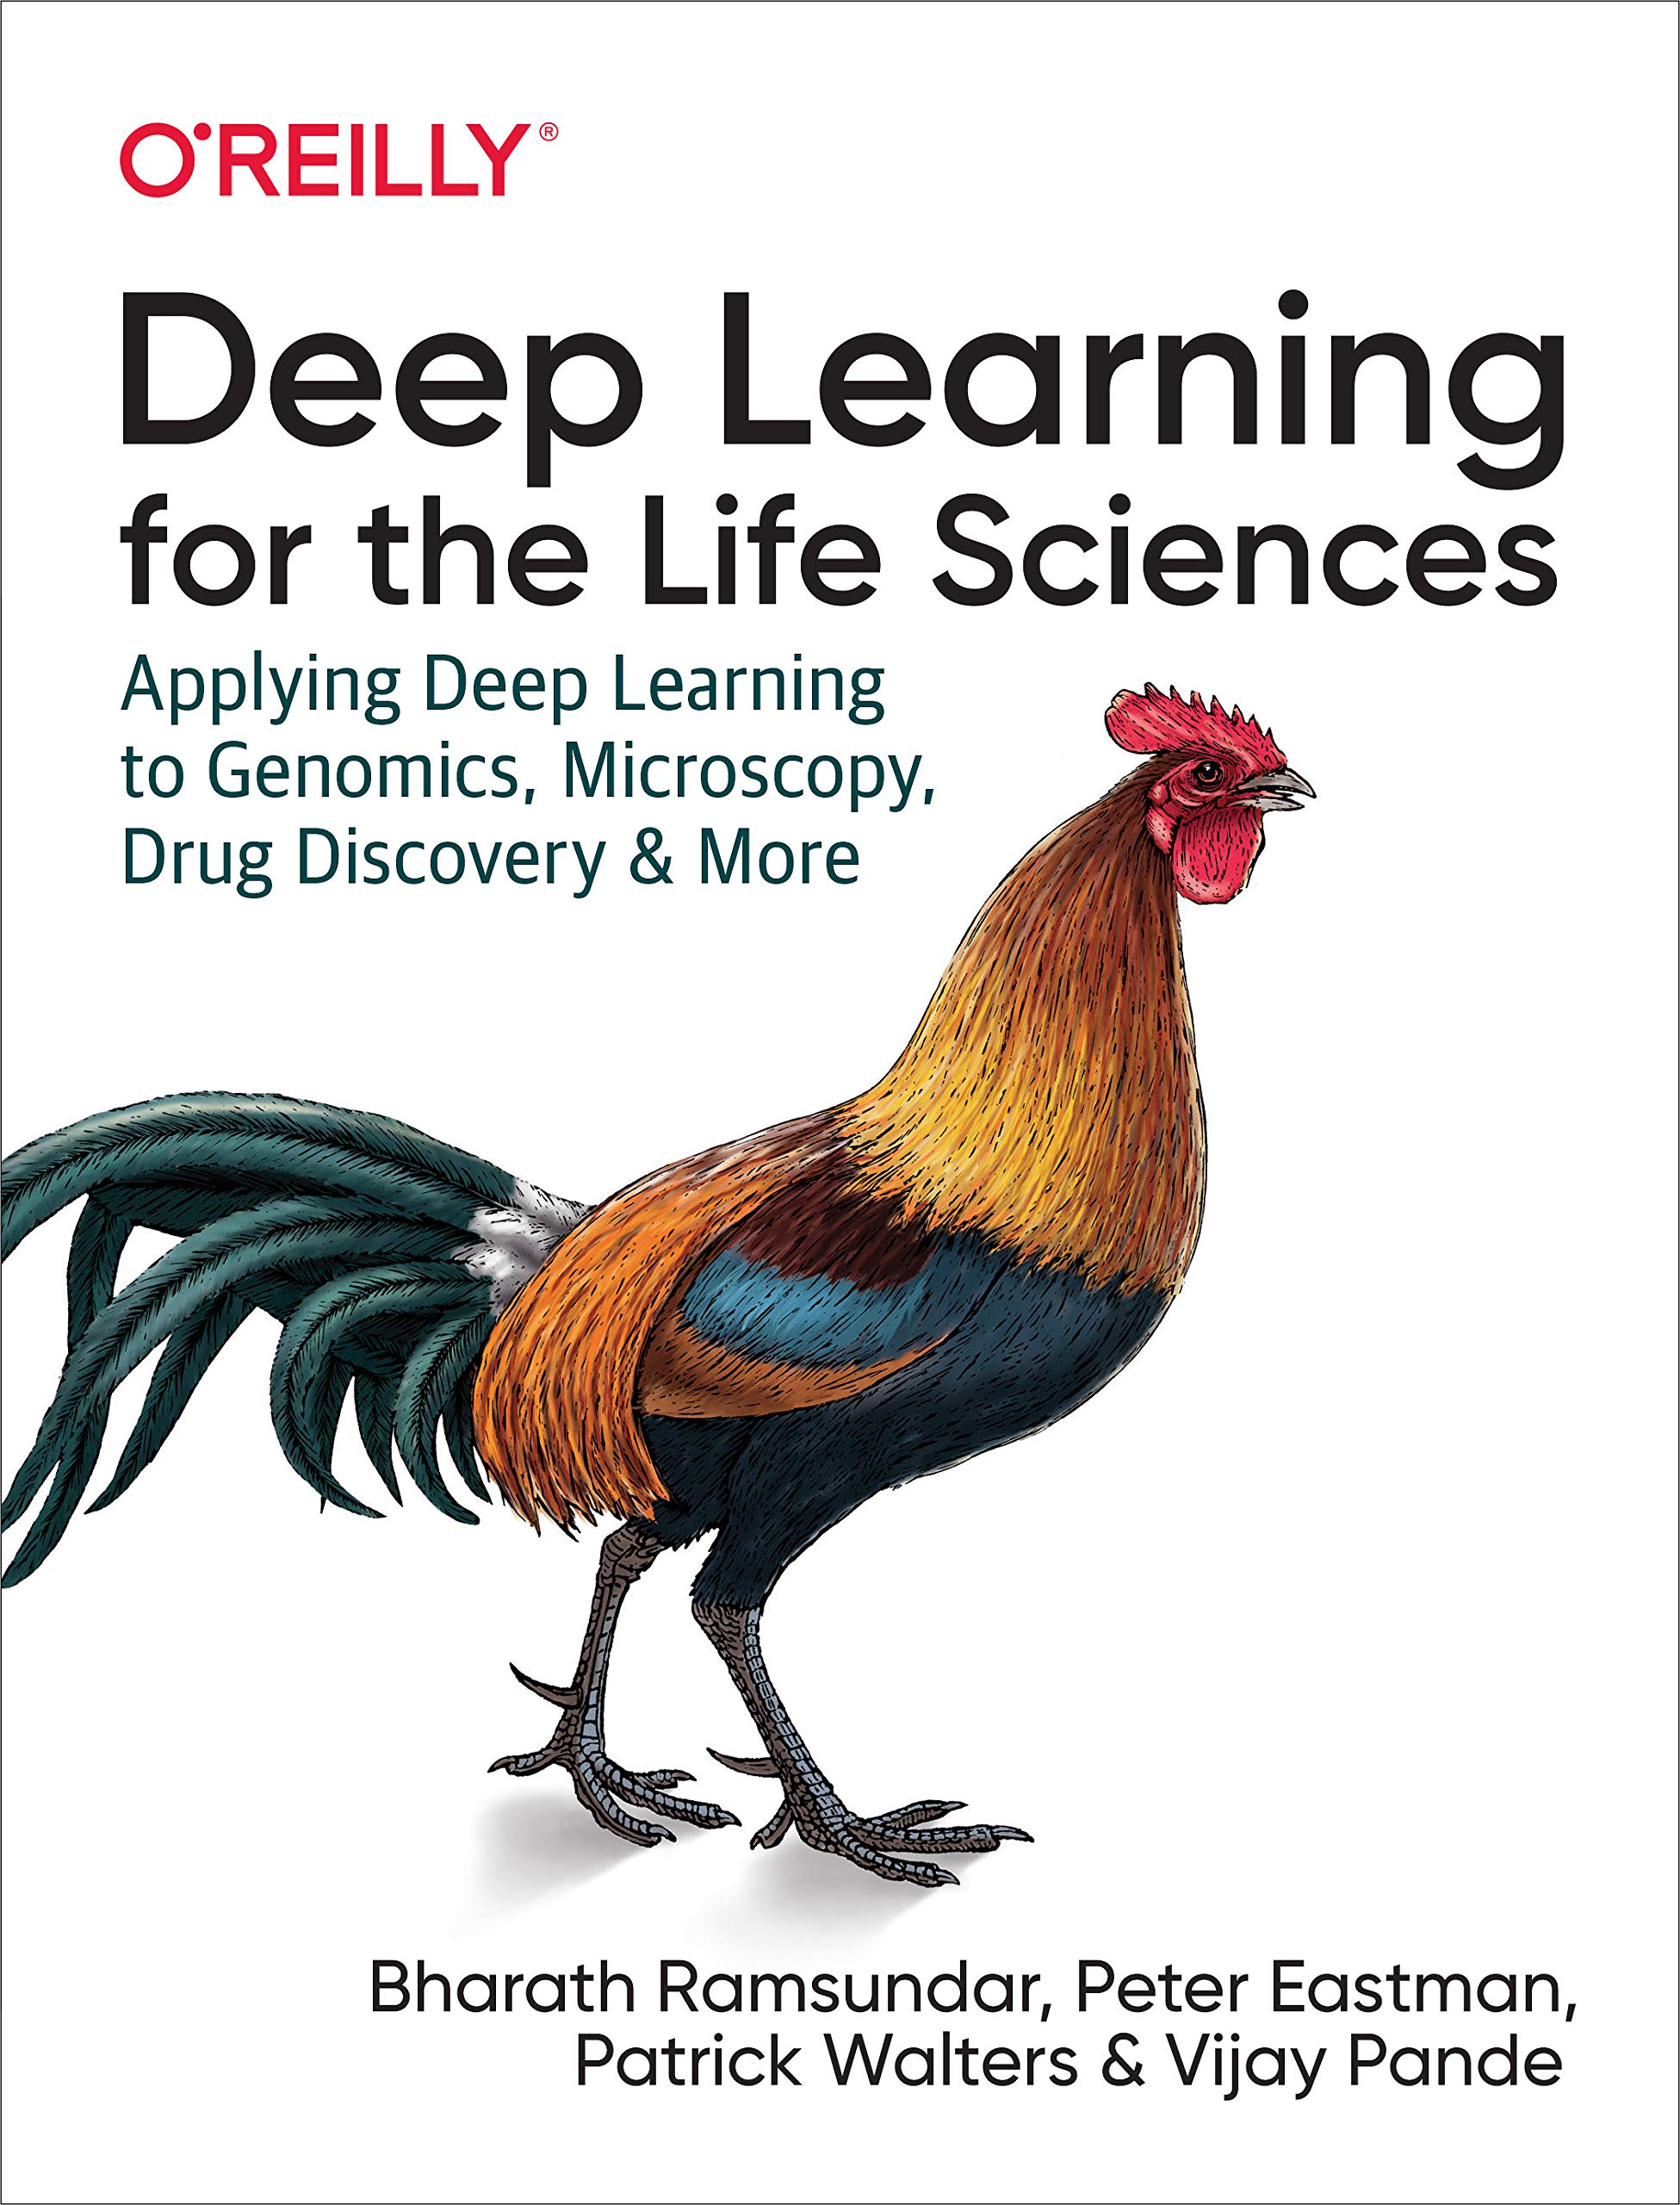 O'REILLY®
Deep Learning
for the Life Sciences
Applying Deep Learning
to Genomics, Microscopy,
Drug Discovery & More
Bharath Ramsundar, Peter Eastman,
Patrick Walters & Vijay Pande